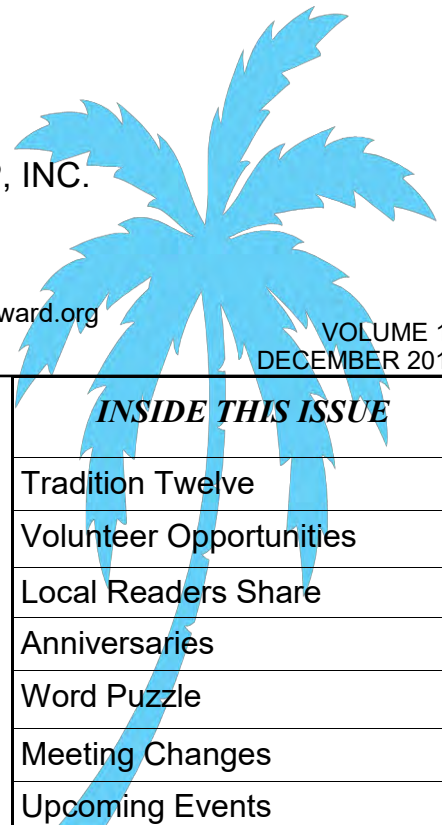 , INC.
ward.org
VOLUME 1
DECEMBER 201
INSIDE THIS ISSUE
Tradition Twelve
Volunteer Opportunities
Local Readers Share
Anniversaries
Word Puzzle
Meeting Changes
Upcoming Events